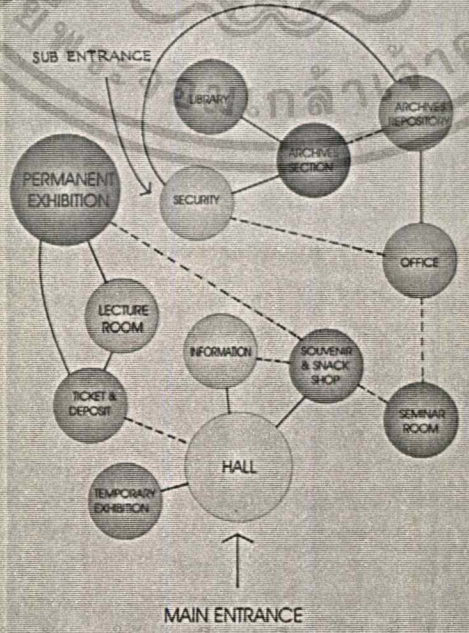 SUB ENTRANCE
LIBRARY
ARCHIVES
REPOSITORY
ARCHIVES
SECTION
PERMANENT
EXHIBITION
SECURITY
OFFICE
LECTURE
ROOM
INFORMATION
SOUVENIR
& SNACK
SHOP
TICKET &
DEPOSIT
SEMINAR
ROOM
HALL
TEMPORARY
EXHIBITION
MAIN ENTRANCE